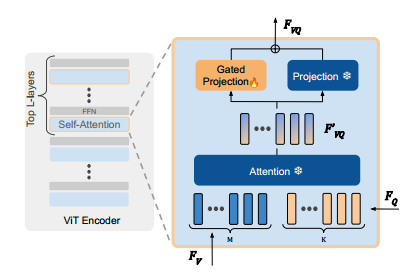 F_VQ
Top L-layers
FFN
Self-Attention
ViT Encoder
Gated
Projection🔥
Projection ❄
F'_VQ
Attention ❄
M
K
F_Q
F_V